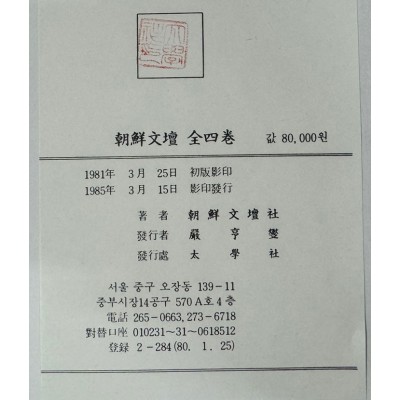 朝鮮文壇 全四卷 값 80,000원
1981年 3月 25日 初版影印
1985年 3月 15日 影印發行
著者 朝鮮文壇社
發行者 嚴亨燮
發行處 太學社
서울 중구 오장동 139-11
중부시장14공구 570 A호 4층
電話 265-0663, 273-6718
對替口座 010231-31-0618512
登録 2-284(80. 1. 25)